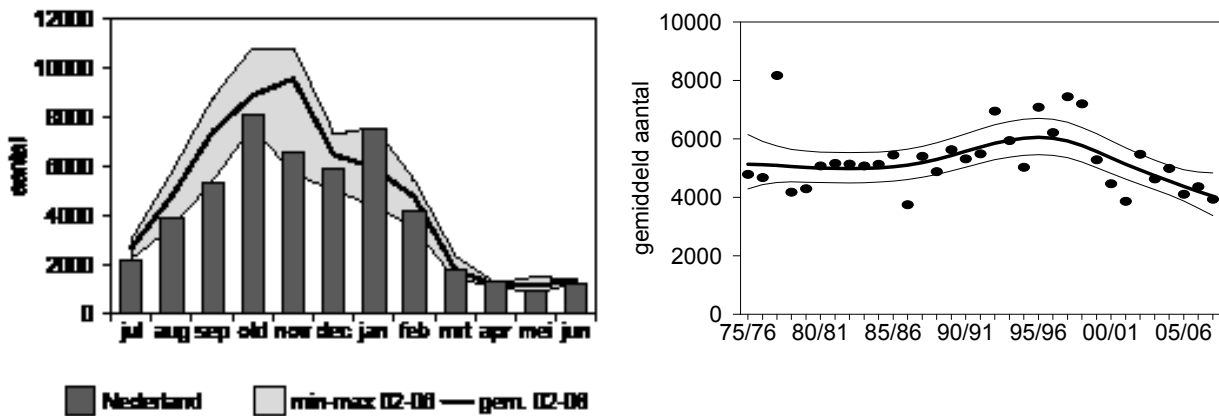 12000
10000
8000
6000
4000
2000
0
aantal
jul aug sep okt nov dec jan feb mrt apr mei jun
Nederland min-max 02-06 gem. 02-06
10000
8000
6000
4000
2000
0
gemiddeld aantal
75/76 80/81 85/86 90/91 95/96 00/01 05/06